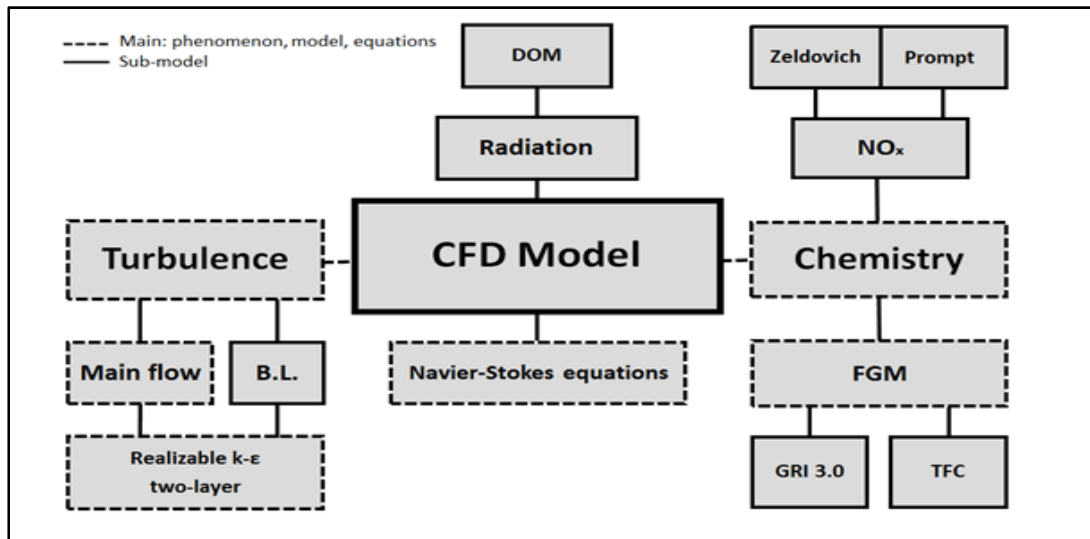 Main: phenomenon, model, equations
Sub-model
DOM
Zeldovich
Prompt
Radiation
NOₓ
Turbulence
CFD Model
Chemistry
Main flow
B.L.
Navier-Stokes equations
FGM
Realizable k-ε
two-layer
GRI 3.0
TFC